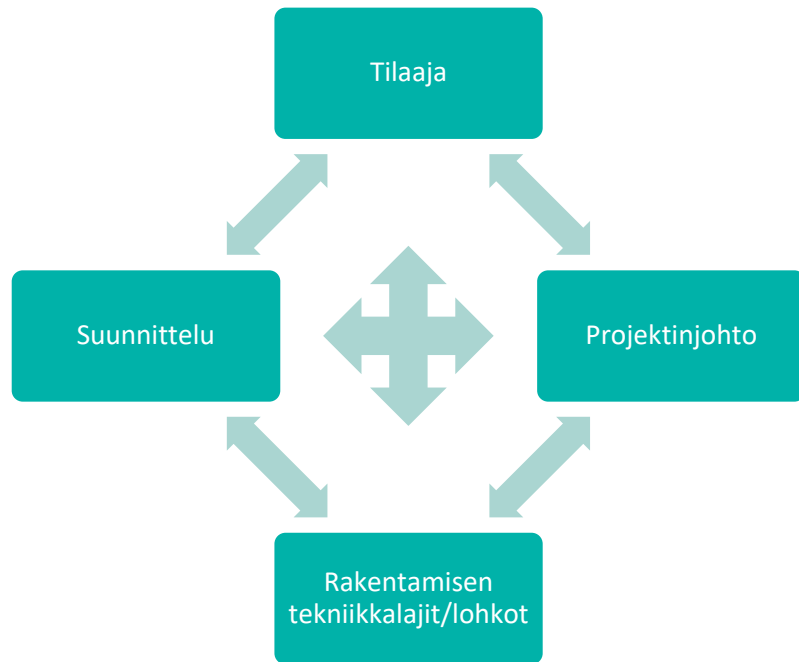 Tilaaja
Suunnittelu
Projektinjohto
Rakentamisen
tekniikkalajit/lohkot